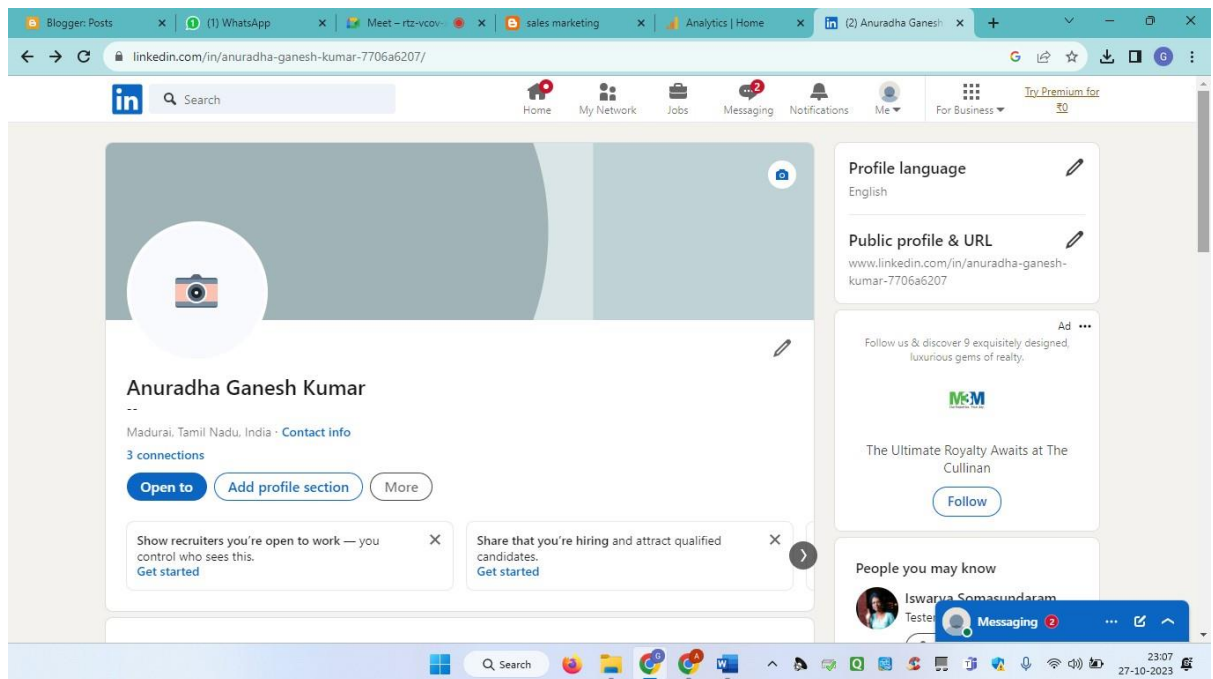 Blogger: Posts
(1) WhatsApp
Meet – rtz-vcov-
sales marketing
Analytics | Home
(2) Anuradha Ganesh
linkedin.com/in/anuradha-ganesh-kumar-7706a6207/
G
in
Search
Home
My Network
Jobs
2
Messaging
Notifications
Me
For Business
Try Premium for
₹0
Profile language
English
Public profile & URL
www.linkedin.com/in/anuradha-ganesh-
kumar-7706a6207
Anuradha Ganesh Kumar
--
Madurai, Tamil Nadu, India · Contact info
3 connections
Open to
Add profile section
More
Show recruiters you're open to work — you
control who sees this.
Get started
Share that you're hiring and attract qualified
candidates.
Get started
Ad
Follow us & discover 9 exquisitely designed,
luxurious gems of realty.
M3M
The Ultimate Royalty Awaits at The
Cullinan
Follow
People you may know
Iswarya Somasundaram
Messaging 2
Search
23:07
27-10-2023